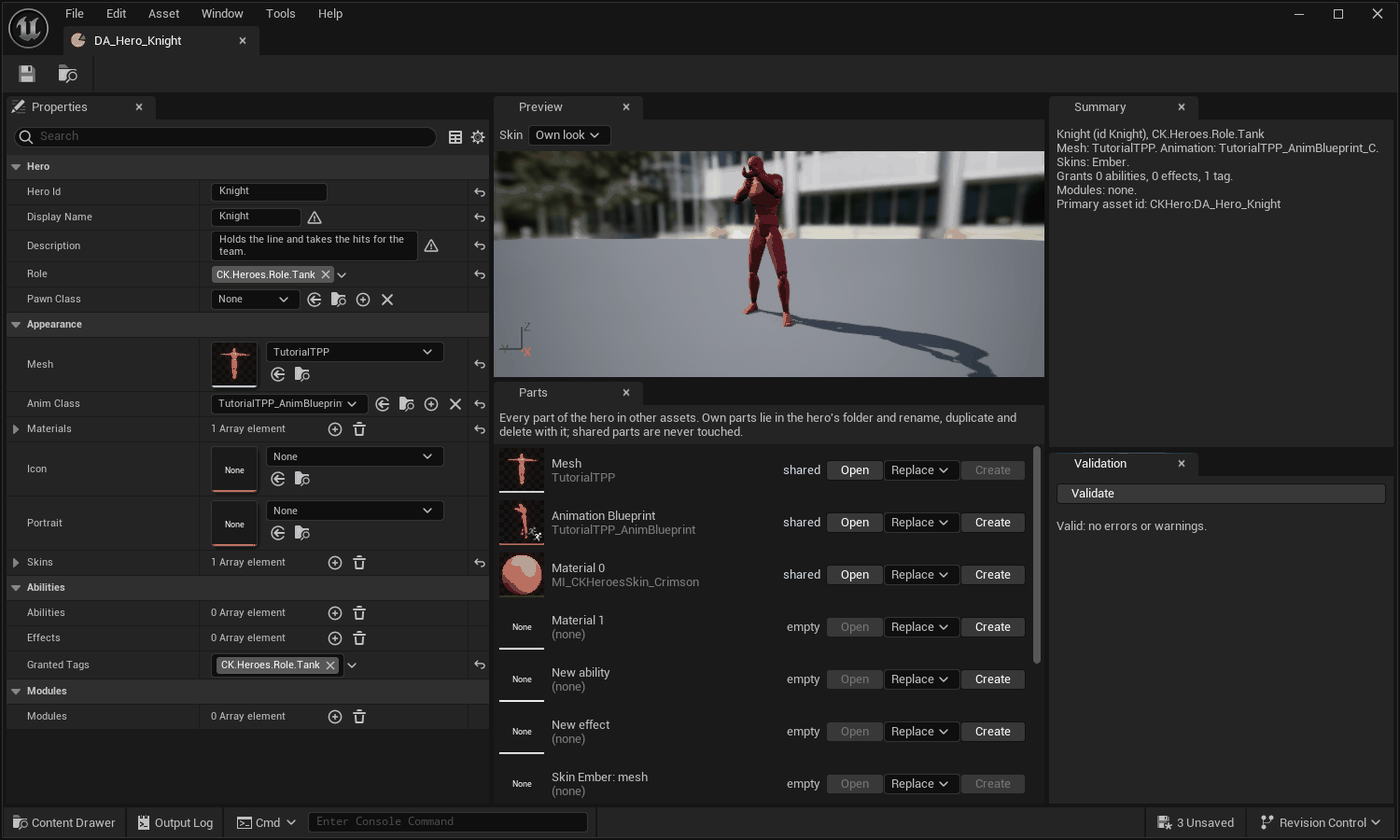 File Edit Asset Window Tools Help
DA_Hero_Knight
Properties
Search
Hero
Hero Id Knight
Display Name Knight
Description Holds the line and takes the hits for the
team.
Role CK.Heroes.Role.Tank
Pawn Class None
Appearance
Mesh TutorialTPP
Anim Class TutorialTPP_AnimBlueprin
Materials 1 Array element
Icon None None
Portrait None None
Skins 1 Array element
Abilities
Abilities 0 Array element
Effects 0 Array element
Granted Tags CK.Heroes.Role.Tank
Modules
Modules 0 Array element
Preview
Skin Own look
Z
Y
X
Parts
Every part of the hero in other assets. Own parts lie in the hero's folder and rename, duplicate and
delete with it; shared parts are never touched.
Mesh
TutorialTPP
shared Open Replace Create
Animation Blueprint
TutorialTPP_AnimBlueprint
shared Open Replace Create
Material 0
MI_CKHeroesSkin_Crimson
shared Open Replace Create
None
Material 1
(none)
empty Open Replace Create
None
New ability
(none)
empty Open Replace Create
None
New effect
(none)
empty Open Replace Create
None
Skin Ember: mesh
(none)
empty Open Replace Create
Summary
Knight (id Knight), CK.Heroes.Role.Tank
Mesh: TutorialTPP. Animation: TutorialTPP_AnimBlueprint_C.
Skins: Ember.
Grants 0 abilities, 0 effects, 1 tag.
Modules: none.
Primary asset id: CKHero:DA_Hero_Knight
Validation
Validate
Valid: no errors or warnings.
Content Drawer Output Log Cmd Enter Console Command 3 Unsaved Revision Control